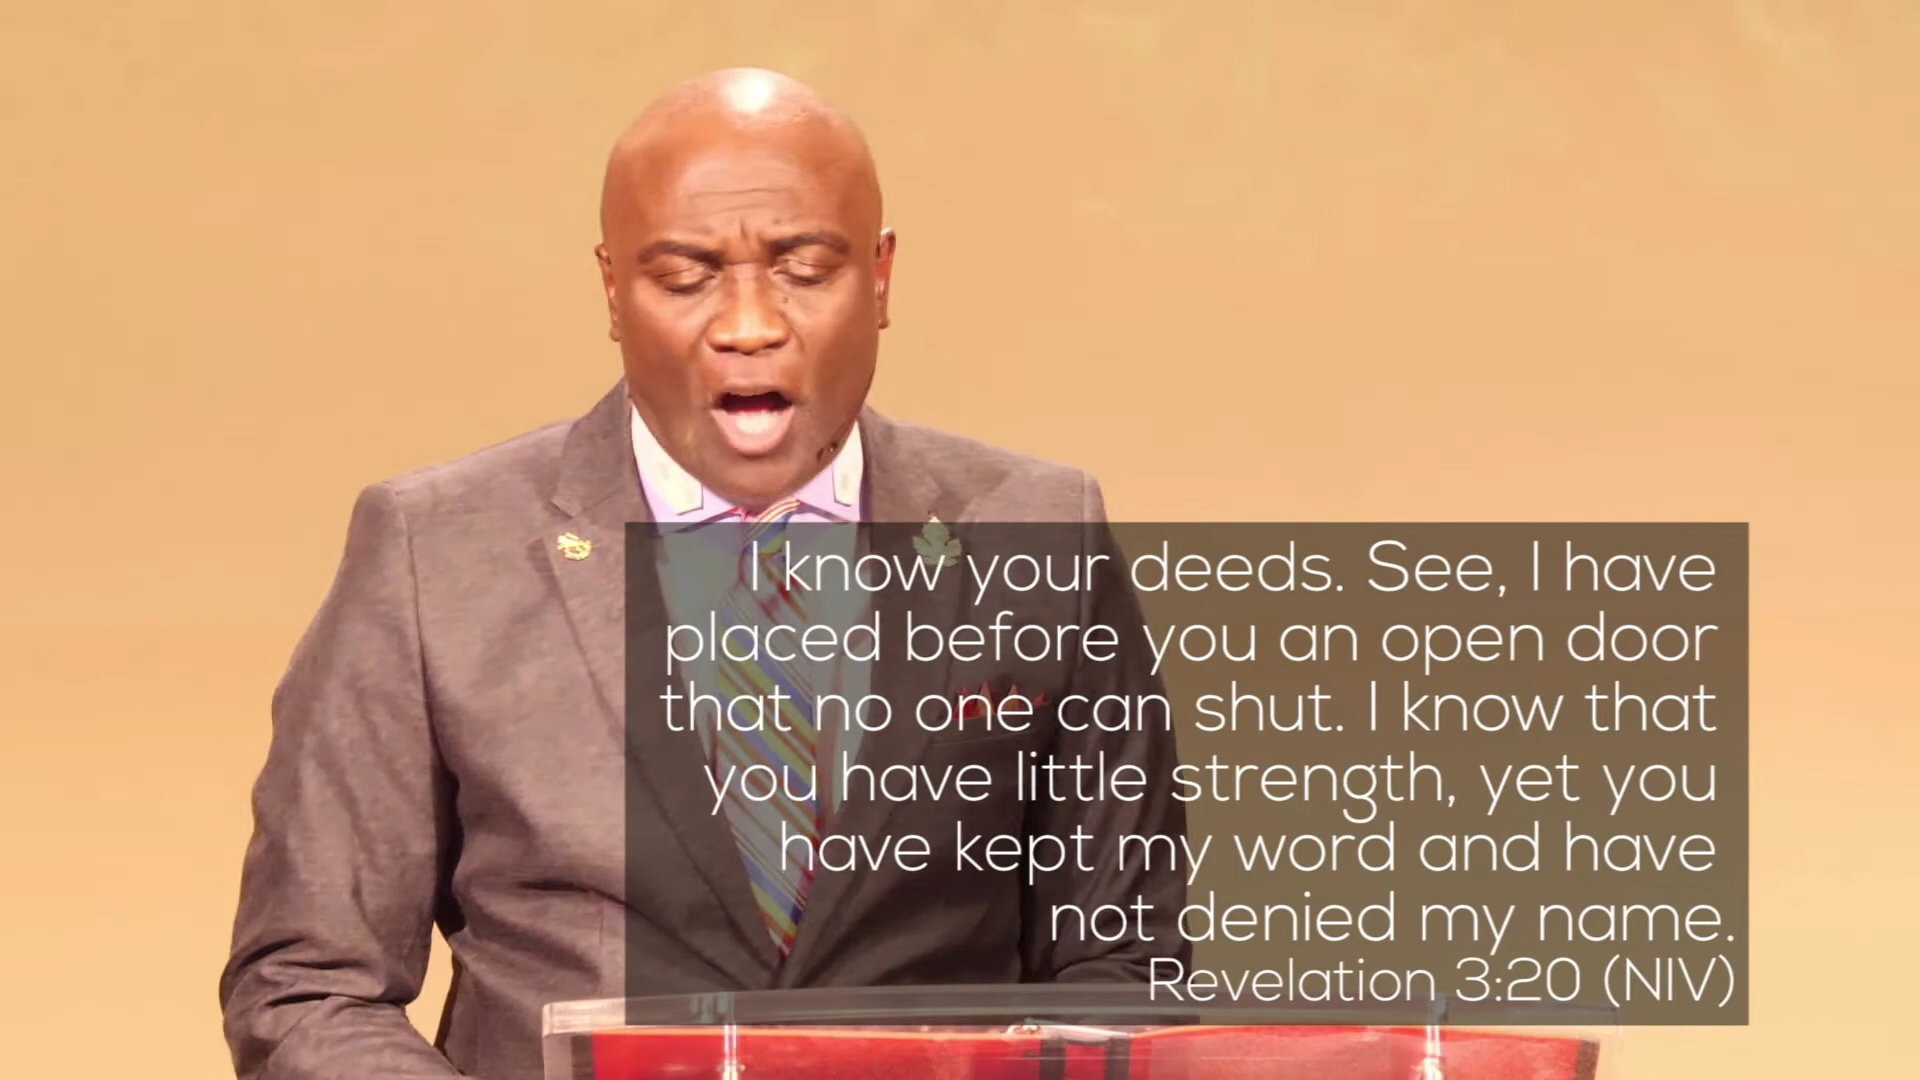 I know your deeds. See, I have
placed before you an open door
that no one can shut. I know that
you have little strength, yet you
have kept my word and have
not denied my name.
Revelation 3:20 (NIV)